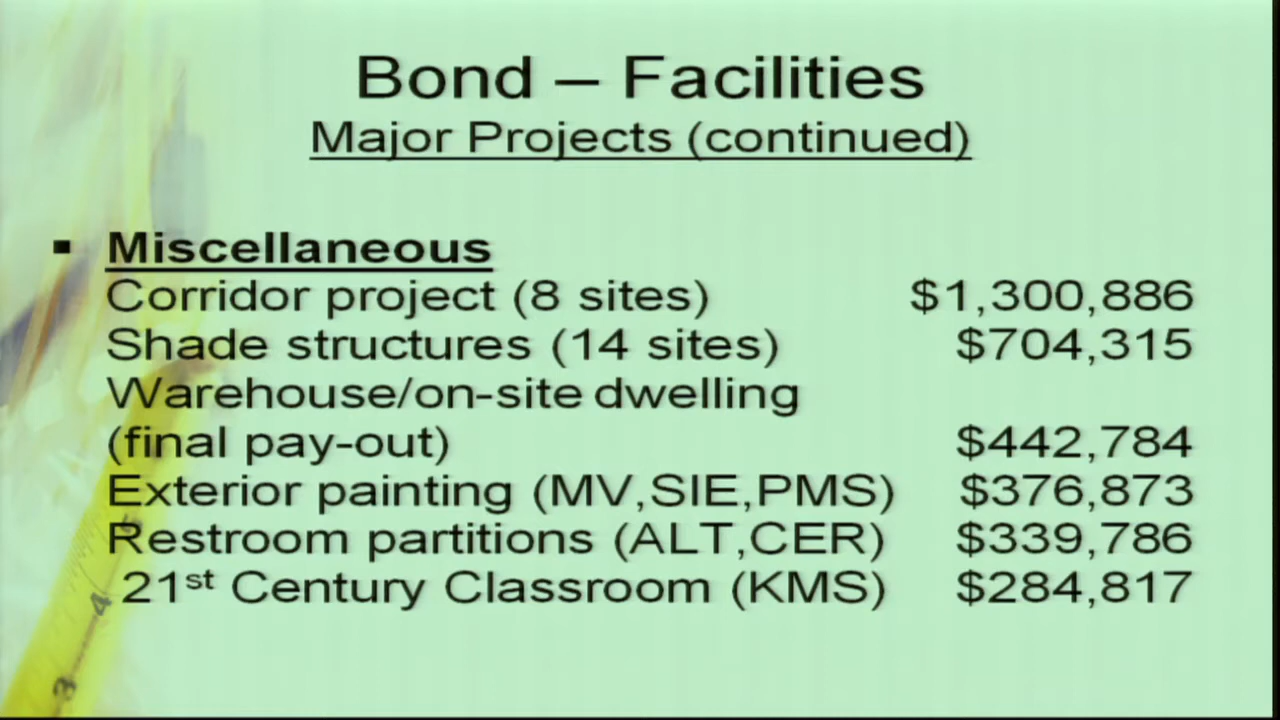 Bond – Facilities
Major Projects (continued)
▪ Miscellaneous
Corridor project (8 sites) $1,300,886
Shade structures (14 sites) $704,315
Warehouse/on-site dwelling
(final pay-out) $442,784
Exterior painting (MV,SIE,PMS) $376,873
Restroom partitions (ALT,CER) $339,786
21st Century Classroom (KMS) $284,817
4
3